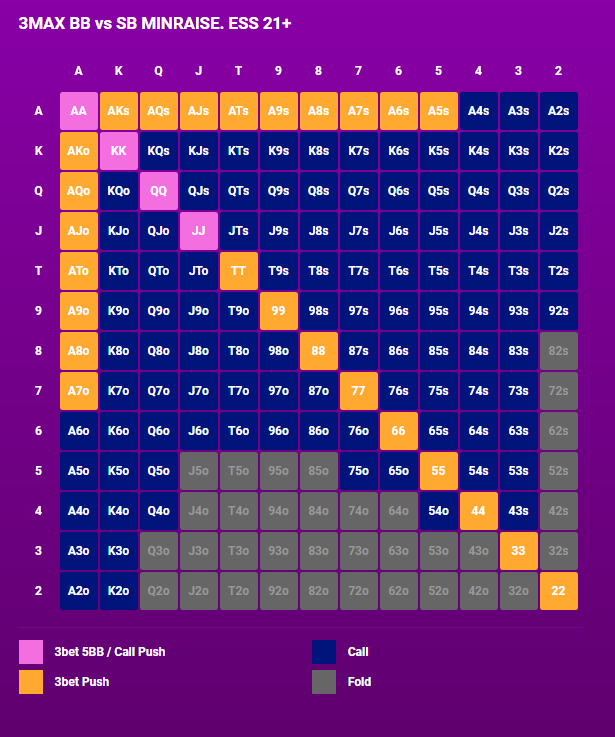 3MAX BB vs SB MINRAISE. ESS 21+
A K Q J T 9 8 7 6 5 4 3 2
A AA AKs AQs AJs ATs A9s A8s A7s A6s A5s A4s A3s A2s
K AKo KK KQs KJs KTs K9s K8s K7s K6s K5s K4s K3s K2s
Q AQo KQo QQ QJs QTs Q9s Q8s Q7s Q6s Q5s Q4s Q3s Q2s
J AJo KJo QJo JJ JTs J9s J8s J7s J6s J5s J4s J3s J2s
T ATo KTo QTo JTo TT T9s T8s T7s T6s T5s T4s T3s T2s
9 A9o K9o Q9o J9o T9o 99 98s 97s 96s 95s 94s 93s 92s
8 A8o K8o Q8o J8o T8o 98o 88 87s 86s 85s 84s 83s 82s
7 A7o K7o Q7o J7o T7o 97o 87o 77 76s 75s 74s 73s 72s
6 A6o K6o Q6o J6o T6o 96o 86o 76o 66 65s 64s 63s 62s
5 A5o K5o Q5o J5o T5o 95o 85o 75o 65o 55 54s 53s 52s
4 A4o K4o Q4o J4o T4o 94o 84o 74o 64o 54o 44 43s 42s
3 A3o K3o Q3o J3o T3o 93o 83o 73o 63o 53o 43o 33 32s
2 A2o K2o Q2o J2o T2o 92o 82o 72o 62o 52o 42o 32o 22
3bet 5BB / Call Push Call
3bet Push Fold